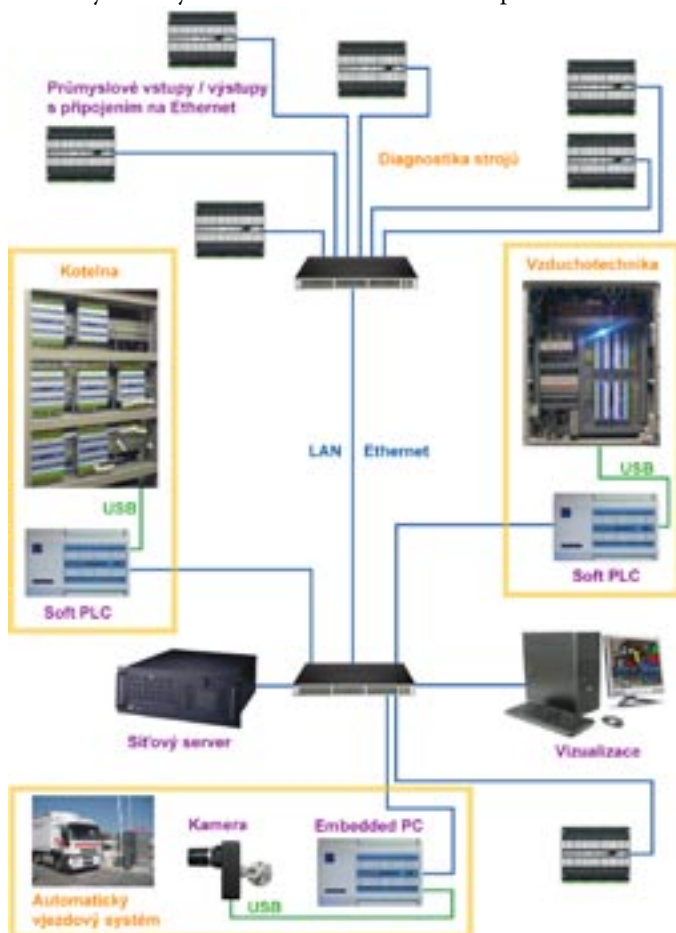 Průmyslové vstupy / výstupy
s připojením na Ethernet
Diagnostika strojů
Kotelna
Vzduchotechnika
LAN
Ethernet
USB
USB
Soft PLC
Soft PLC
Síťový server
Vizualizace
Kamera
Embedded PC
Automatický
vjezdový systém
USB